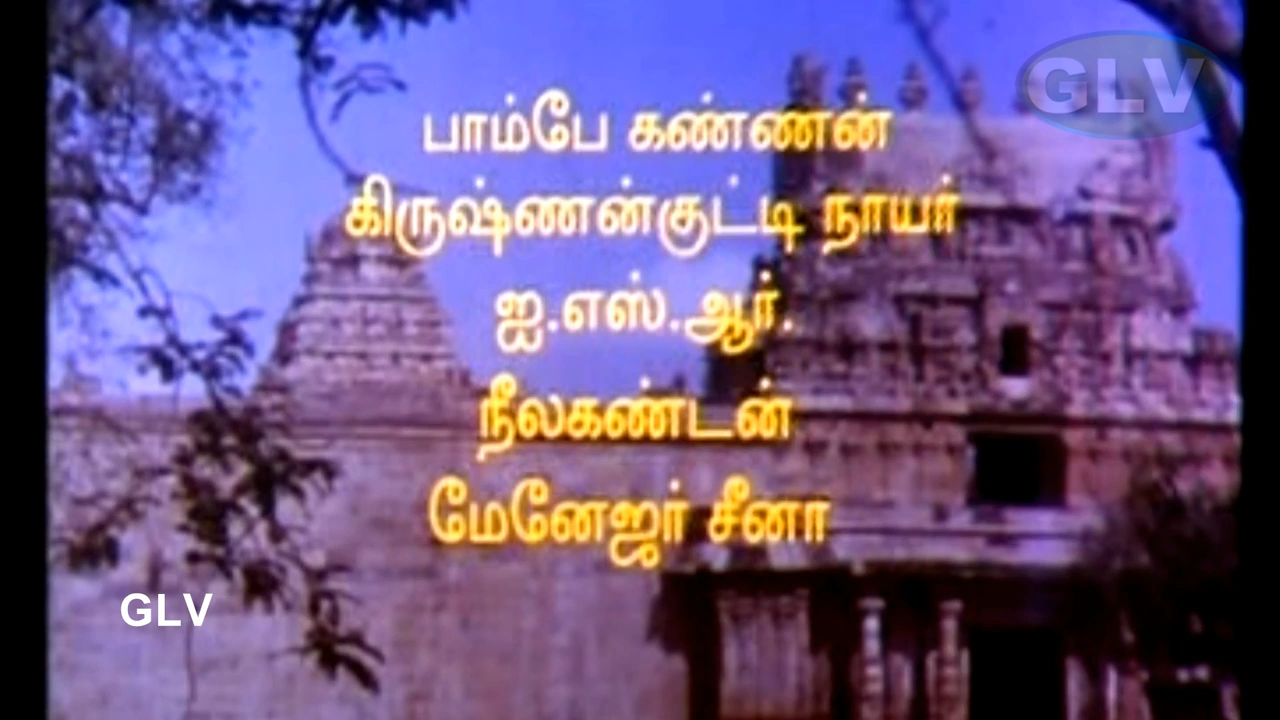 GLV
பாம்பே கண்ணன்
கிருஷ்ணன்குட்டி நாயர்
ஐ.எஸ்.ஆர்.
நீலகண்டன்
மேனேஜர் சீனா
GLV